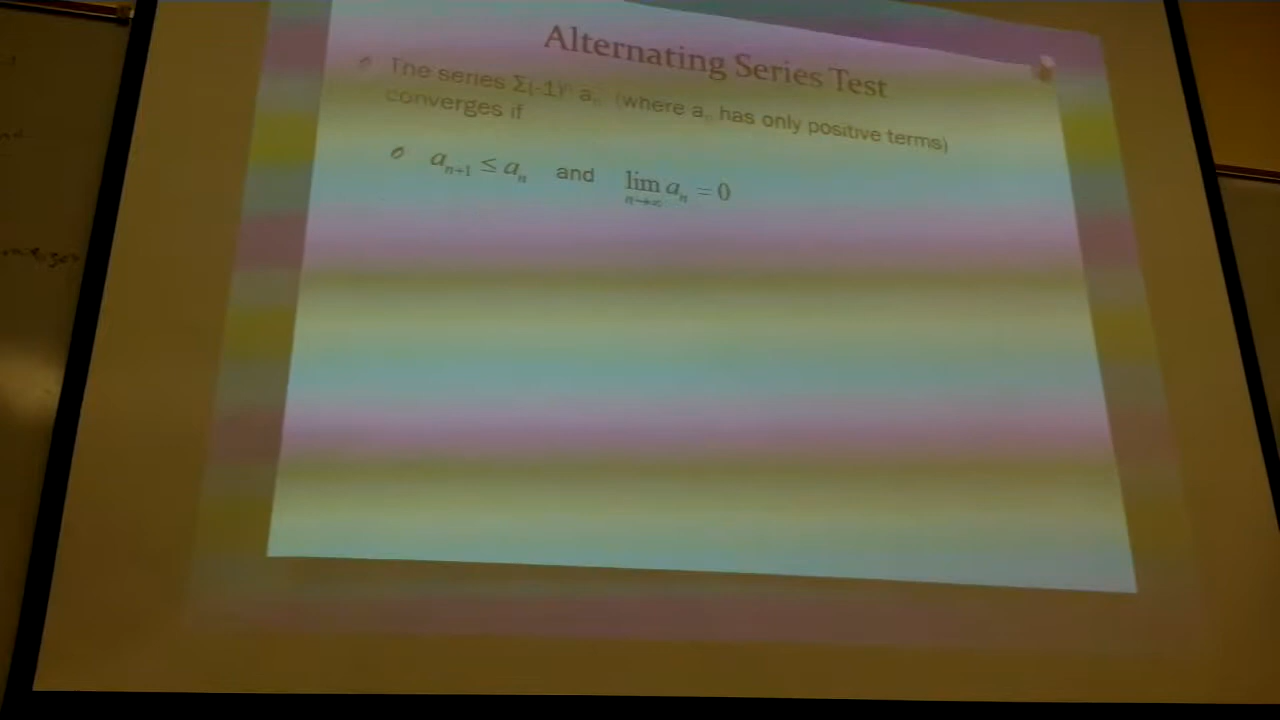 Alternating Series Test
The series Σ(-1)ⁿ aₙ (where aₙ has only positive terms)
converges if
aₙ₊₁ ≤ aₙ and lim aₙ = 0
n→∞